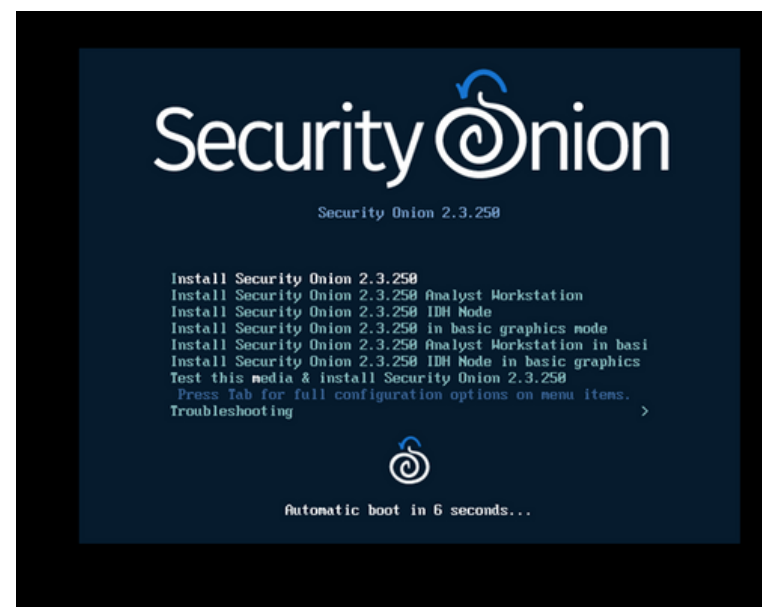 Security Onion
Security Onion 2.3.250
Install Security Onion 2.3.250
Install Security Onion 2.3.250 Analyst Workstation
Install Security Onion 2.3.250 IDH Node
Install Security Onion 2.3.250 in basic graphics mode
Install Security Onion 2.3.250 Analyst Workstation in basi
Install Security Onion 2.3.250 IDH Node in basic graphics
Test this media & install Security Onion 2.3.250
Press Tab for full configuration options on menu items.
Troubleshooting >
Automatic boot in 6 seconds...